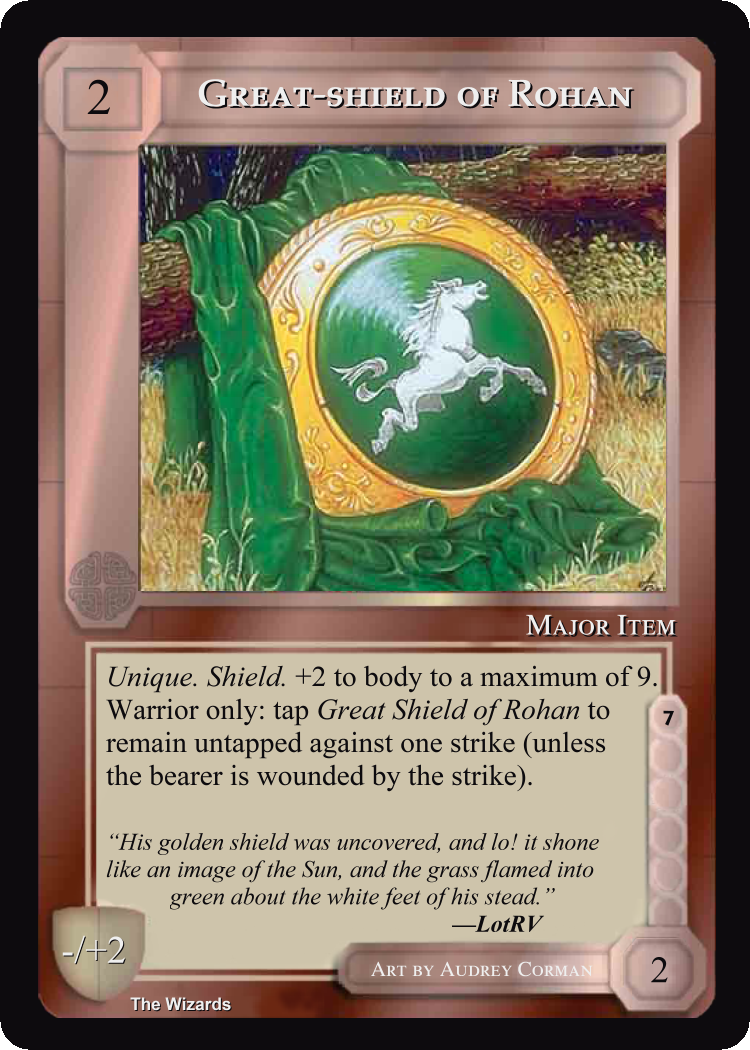 2
Great-shield of Rohan
Major Item
Unique. Shield. +2 to body to a maximum of 9.
Warrior only: tap Great Shield of Rohan to
remain untapped against one strike (unless
the bearer is wounded by the strike).
7
“His golden shield was uncovered, and lo! it shone
like an image of the Sun, and the grass flamed into
green about the white feet of his stead.”
—LotRV
-/+2
Art by Audrey Corman
2
The Wizards